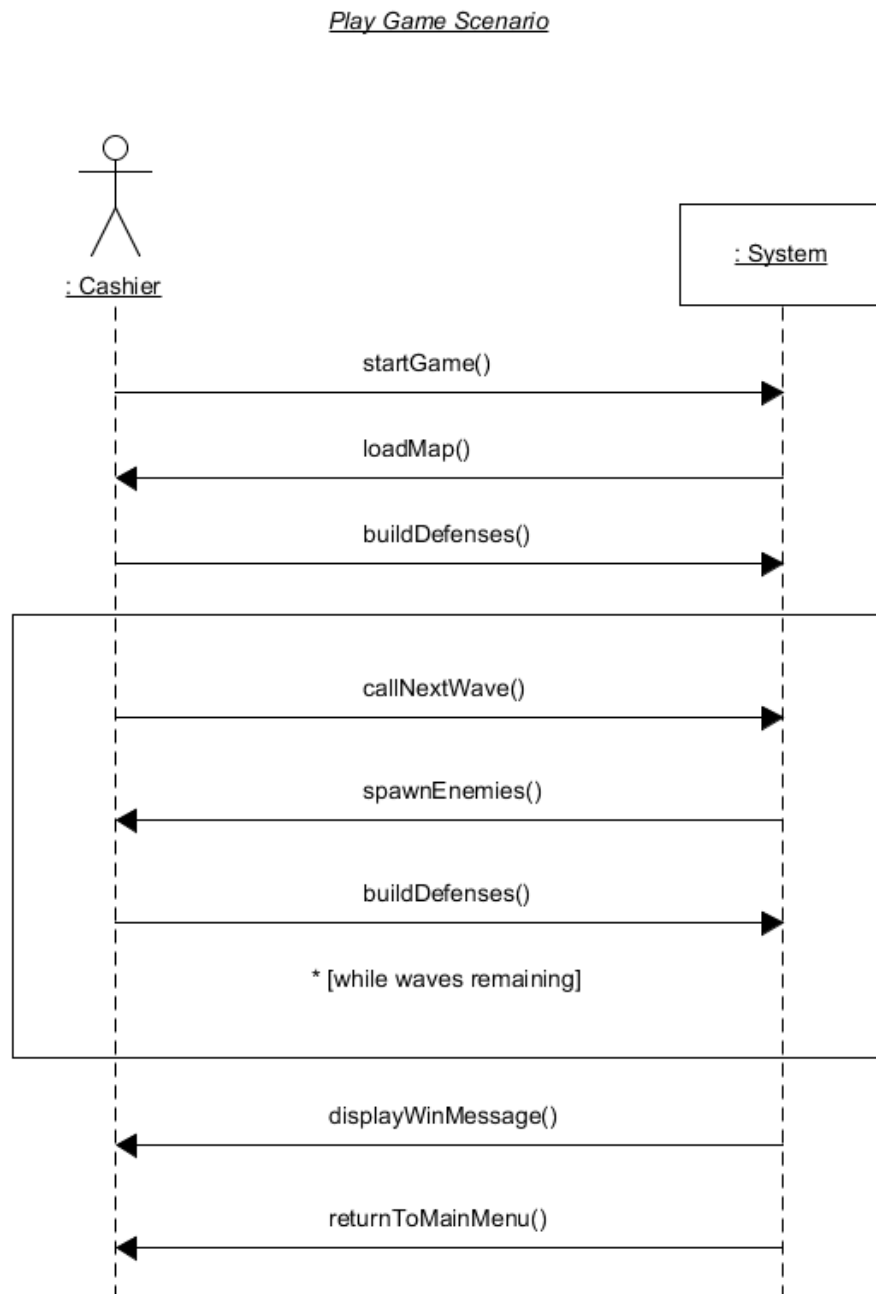 Play Game Scenario
: Cashier
: System
startGame()
loadMap()
buildDefenses()
callNextWave()
spawnEnemies()
buildDefenses()
* [while waves remaining]
displayWinMessage()
returnToMainMenu()